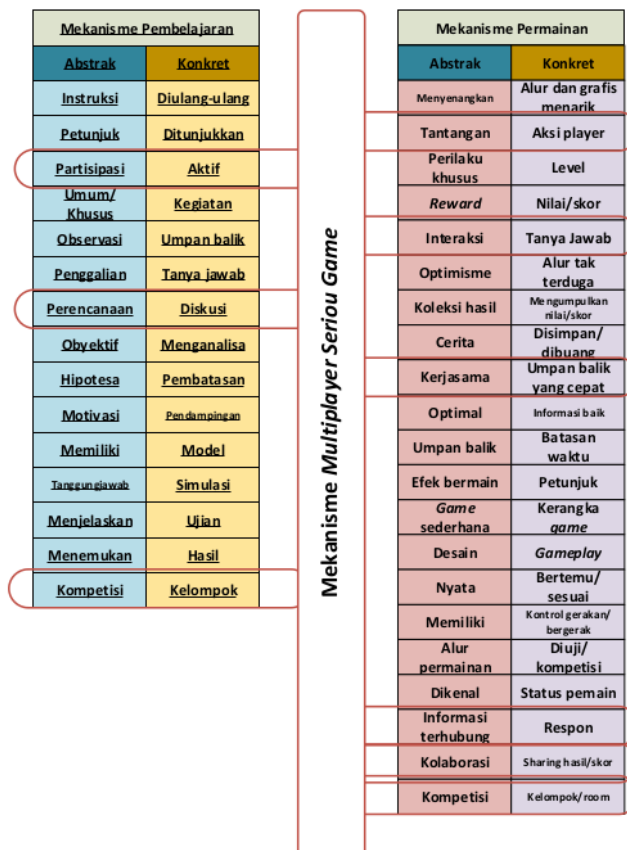 Mekanisme Pembelajaran
Abstrak Konkret
Instruksi Diulang-ulang
Petunjuk Ditunjukkan
Partisipasi Aktif
Umum/
Khusus
Kegiatan
Observasi Umpan balik
Penggalian Tanya jawab
Perencanaan Diskusi
Obyektif Menganalisa
Hipotesa Pembatasan
Motivasi Pendampingan
Memiliki Model
Tanggungjawab Simulasi
Menjelaskan Ujian
Menemukan Hasil
Kompetisi Kelompok
Mekanisme Multiplayer Seriou Game
Mekanisme Permainan
Abstrak Konkret
Menyenangkan
Alur dan grafis
menarik
Tantangan Aksi player
Perilaku
khusus
Level
Reward Nilai/skor
Interaksi Tanya Jawab
Optimisme
Alur tak
terduga
Koleksi hasil
Mengumpulkan
nilai/skor
Cerita
Disimpan/
dibuang
Kerjasama
Umpan balik
yang cepat
Optimal Informasi baik
Umpan balik
Batasan
waktu
Efek bermain Petunjuk
Game
sederhana
Kerangka
game
Desain Gameplay
Nyata
Bertemu/
sesuai
Memiliki
Kontrol gerakan/
bergerak
Alur
permainan
Diuji/
kompetisi
Dikenal Status pemain
Informasi
terhubung
Respon
Kolaborasi Sharing hasil/skor
Kompetisi Kelompok/room